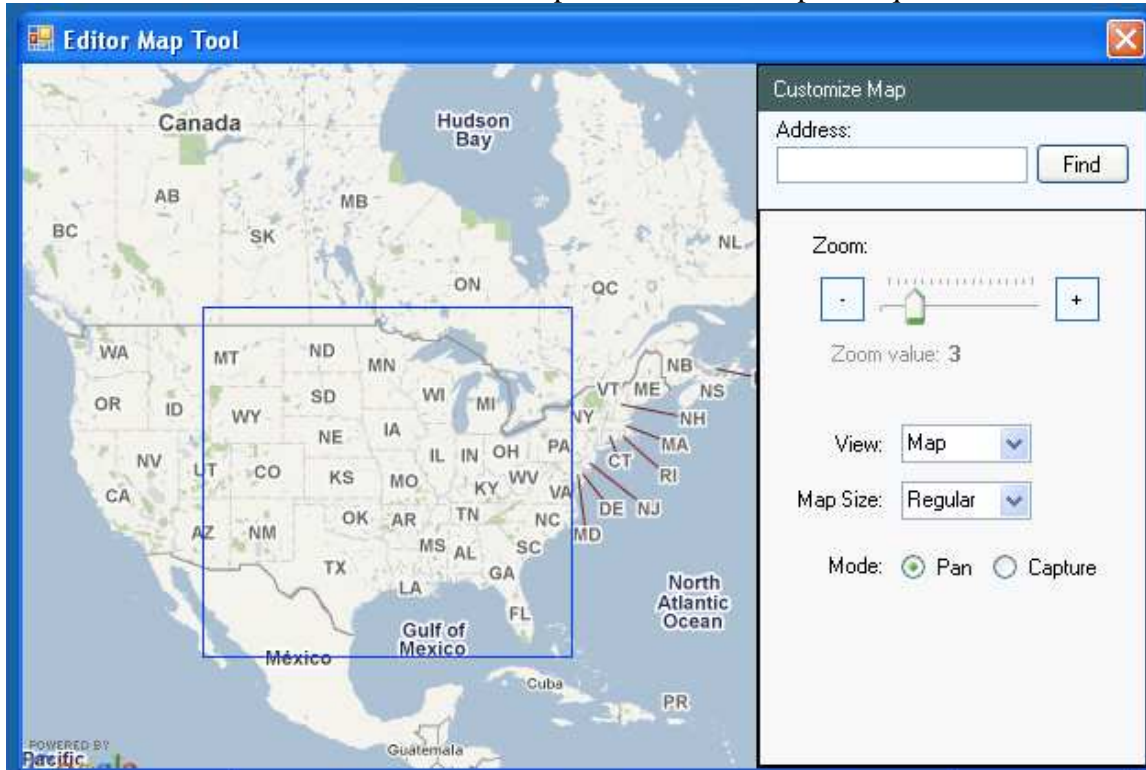 Editor Map Tool
Canada
Hudson
Bay
AB
MB
BC
SK
NL
ON
QC
WA
MT
ND
MN
NB
NS
OR
ID
SD
WI
MI
VT
ME
NY
NH
WY
NE
IA
PA
MA
NV
UT
CO
KS
MO
IL
IN
OH
KY
WV
VA
CT
RI
CA
DE
NJ
AZ
NM
OK
AR
TN
NC
MD
MS
AL
SC
TX
LA
GA
FL
North
Atlantic
Ocean
Gulf of
Mexico
México
Cuba
PR
Guatemala
POWERED BY
Pacific
Customize Map
Address:
Find
Zoom:
-
+
Zoom value: 3
View: Map
Map Size: Regular
Mode: Pan Capture